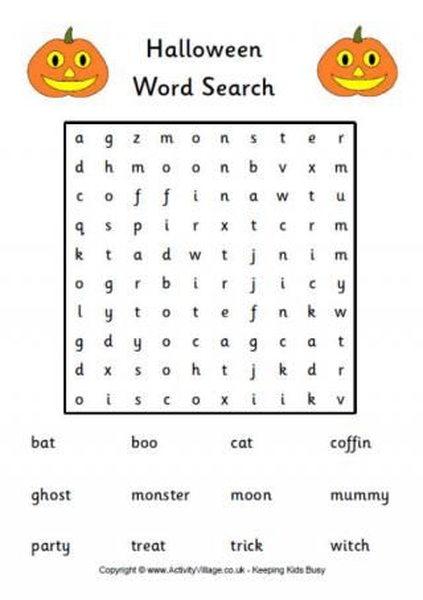 Halloween
Word Search
a g z m o n s t e r
d h m o o n b v x m
c o f f i n a w t u
q s p i r x t c r m
k t a d w t j n i m
o g r b i r j i c y
l y t o t e f n k w
g d y o c a g c a t
d x s o h t j k d r
o i s c o x i i k v
bat boo cat coffin
ghost monster moon mummy
party treat trick witch
Copyright © www.ActivityVillage.co.uk - Keeping Kids Busy